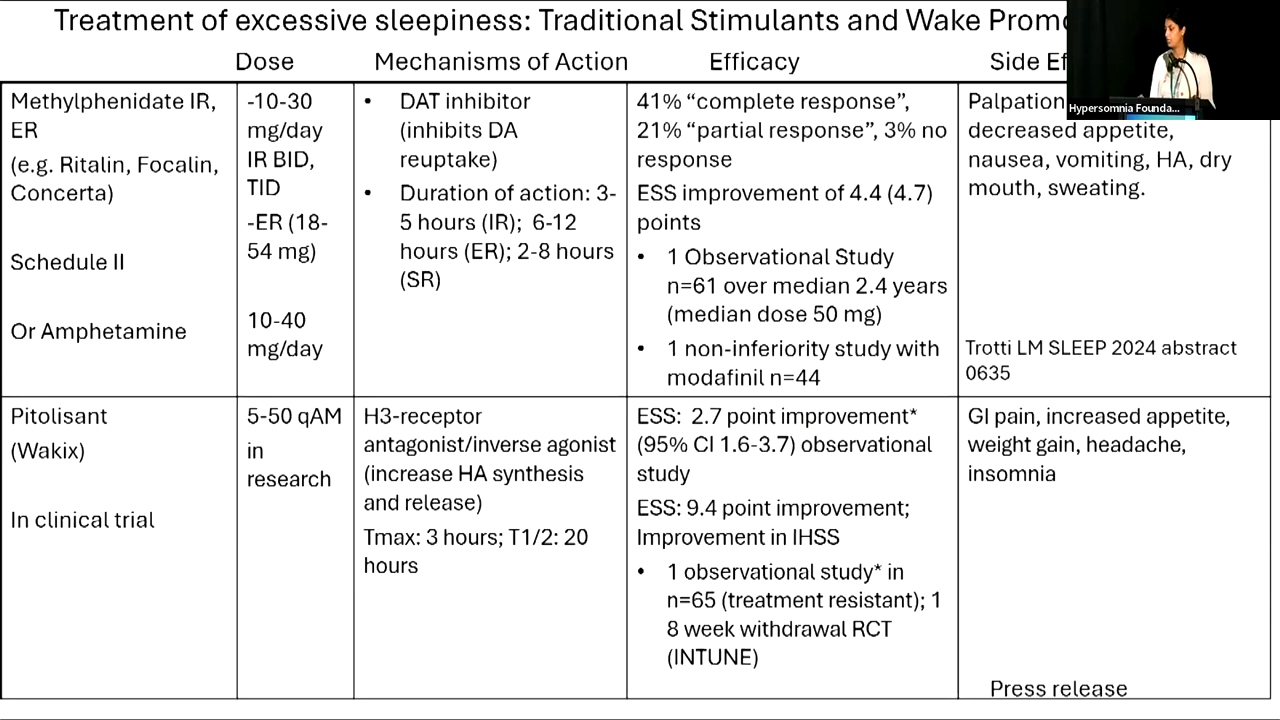 Treatment of excessive sleepiness: Traditional Stimulants and Wake
Dose Mechanisms of Action Efficacy Side
Methylphenidate IR,
ER
(e.g. Ritalin, Focalin,
Concerta)
Schedule II
Or Amphetamine
-10-30
mg/day
IR BID,
TID
-ER (18-
54 mg)
10-40
mg/day
• DAT inhibitor
(inhibits DA
reuptake)
• Duration of action: 3-
5 hours (IR); 6-12
hours (ER); 2-8 hours
(SR)
41% “complete response”,
21% “partial response”, 3% no
response
ESS improvement of 4.4 (4.7)
points
• 1 Observational Study
n=61 over median 2.4 years
(median dose 50 mg)
• 1 non-inferiority study with
modafinil n=44
decreased appetite,
nausea, vomiting, HA, dry
mouth, sweating.
Trotti LM SLEEP 2024 abstract
0635
Pitolisant
(Wakix)
In clinical trial
5-50 qAM
in
research
H3-receptor
antagonist/inverse agonist
(increase HA synthesis
and release)
Tmax: 3 hours; T1/2: 20
hours
ESS: 2.7 point improvement*
(95% CI 1.6-3.7) observational
study
ESS: 9.4 point improvement;
Improvement in IHSS
• 1 observational study* in
n=65 (treatment resistant); 1
8 week withdrawal RCT
(INTUNE)
GI pain, increased appetite,
weight gain, headache,
insomnia
Press release
Hypersomnia Founda...